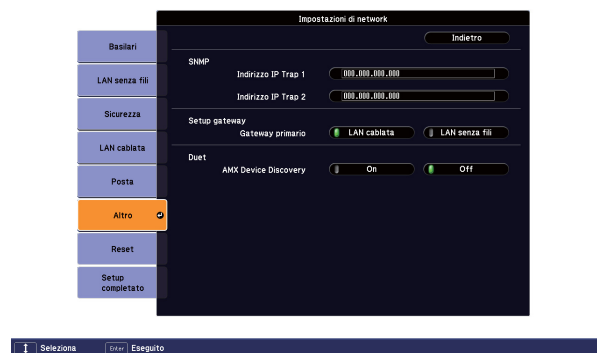 Impostazioni di network
Indietro
Basilari
LAN senza fili
Sicurezza
LAN cablata
Posta
Altro
Reset
Setup
completato
SNMP
Indirizzo IP Trap 1 000.000.000.000
Indirizzo IP Trap 2 000.000.000.000
Setup gateway
Gateway primario LAN cablata LAN senza fili
Duet
AMX Device Discovery On Off
Seleziona Enter Eseguito